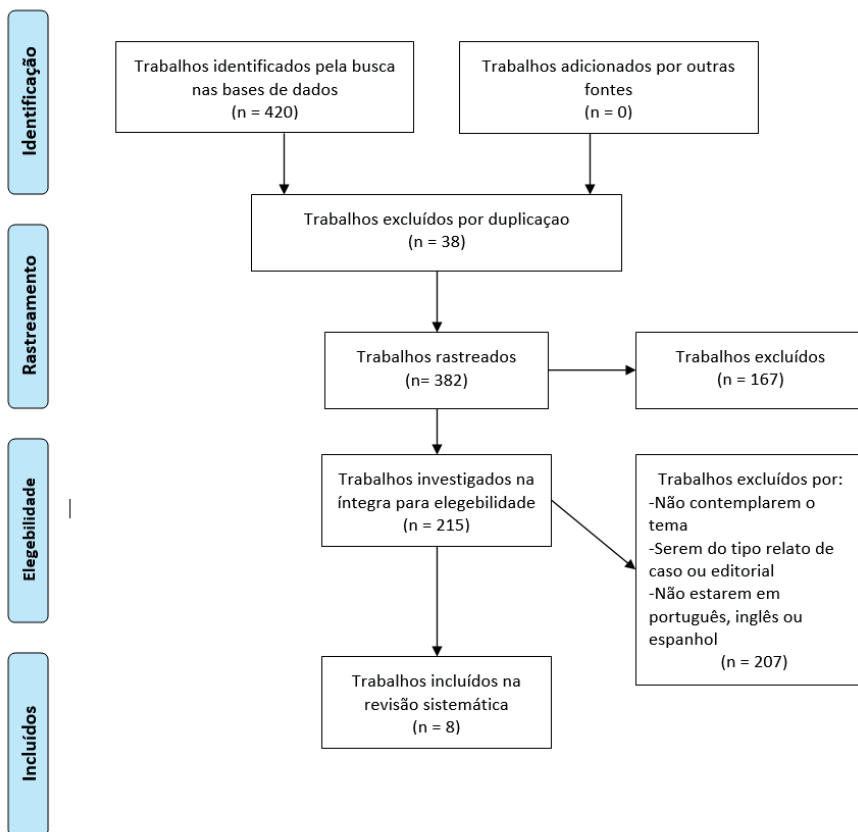 Identificação
Trabalhos identificados pela busca
nas bases de dados
(n = 420)
Trabalhos adicionados por outras
fontes
(n = 0)
Trabalhos excluídos por duplicaçao
(n = 38)
Rastreamento
Trabalhos rastreados
(n= 382)
Trabalhos excluídos
(n = 167)
Elegebilidade
Trabalhos investigados na
íntegra para elegebilidade
(n = 215)
Trabalhos excluídos por:
-Não contemplarem o
tema
-Serem do tipo relato de
caso ou editorial
-Não estarem em
português, inglês ou
espanhol
(n = 207)
Incluídos
Trabalhos incluídos na
revisão sistemática
(n = 8)